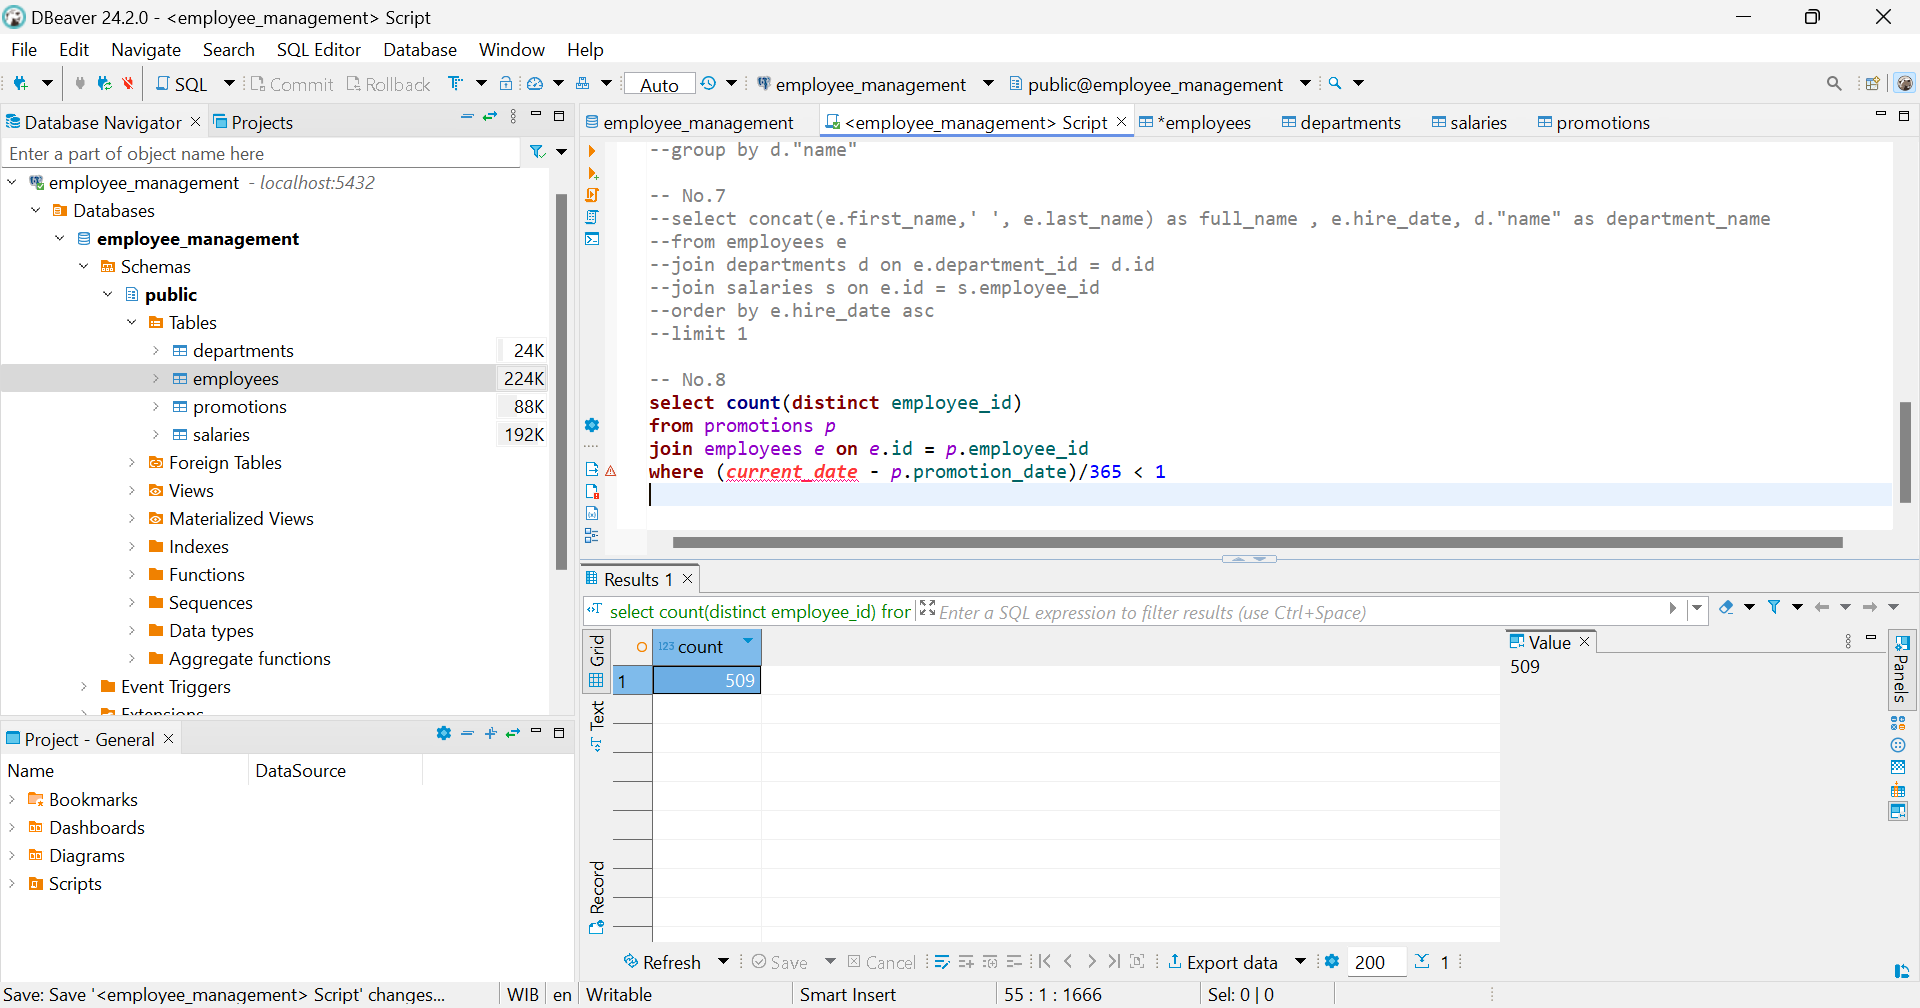 DBeaver 24.2.0 - <employee_management> Script
File Edit Navigate Search SQL Editor Database Window Help
SQL Commit Rollback Auto employee_management public@employee_management
Database Navigator Projects
Enter a part of object name here
employee_management - localhost:5432
Databases
employee_management
Schemas
public
Tables
departments 24K
employees 224K
promotions 88K
salaries 192K
Foreign Tables
Views
Materialized Views
Indexes
Functions
Sequences
Data types
Aggregate functions
Event Triggers
Extensions
Project - General
Name DataSource
Bookmarks
Dashboards
Diagrams
Scripts
employee_management <employee_management> Script *employees departments salaries promotions
--group by d."name"
-- No.7
--select concat(e.first_name,' ', e.last_name) as full_name , e.hire_date, d."name" as department_name
--from employees e
--join departments d on e.department_id = d.id
--join salaries s on e.id = s.employee_id
--order by e.hire_date asc
--limit 1
-- No.8
select count(distinct employee_id)
from promotions p
join employees e on e.id = p.employee_id
where (current_date - p.promotion_date)/365 < 1
Results 1
select count(distinct employee_id) fror Enter a SQL expression to filter results (use Ctrl+Space)
Grid
Text
Record
123 count
1 509
Value
509
Panels
Refresh Save Cancel Export data 200 1
Save: Save '<employee_management> Script' changes... WIB en Writable Smart Insert 55 : 1 : 1666 Sel: 0 | 0